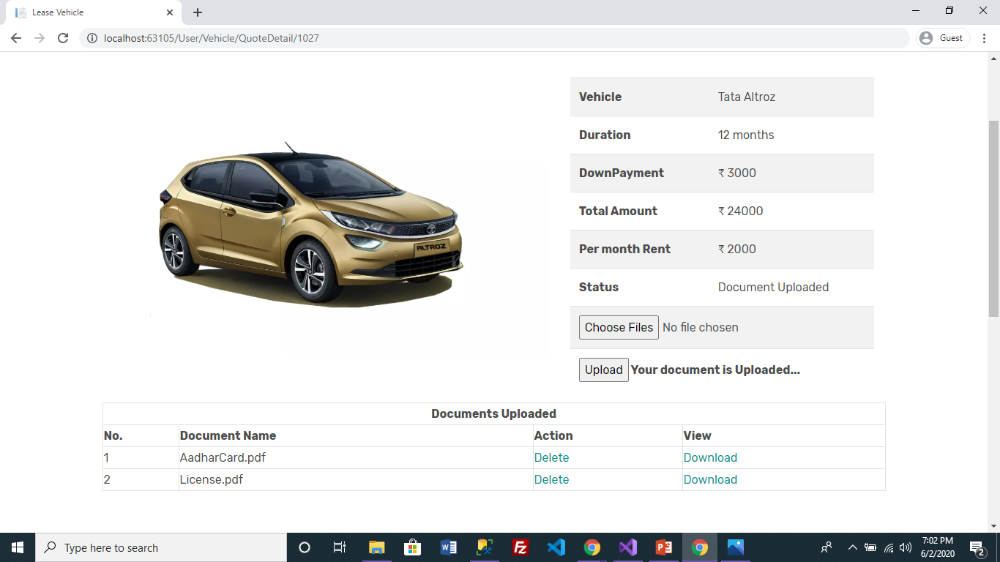 Lease Vehicle
localhost:63105/User/Vehicle/QuoteDetail/1027
Guest
Vehicle Tata Altroz
Duration 12 months
DownPayment ₹ 3000
Total Amount ₹ 24000
Per month Rent ₹ 2000
Status Document Uploaded
Choose Files No file chosen
Upload Your document is Uploaded...
ALTROZ
Documents Uploaded
No. Document Name Action View
1 AadharCard.pdf Delete Download
2 License.pdf Delete Download
Type here to search
7:02 PM
6/2/2020
2